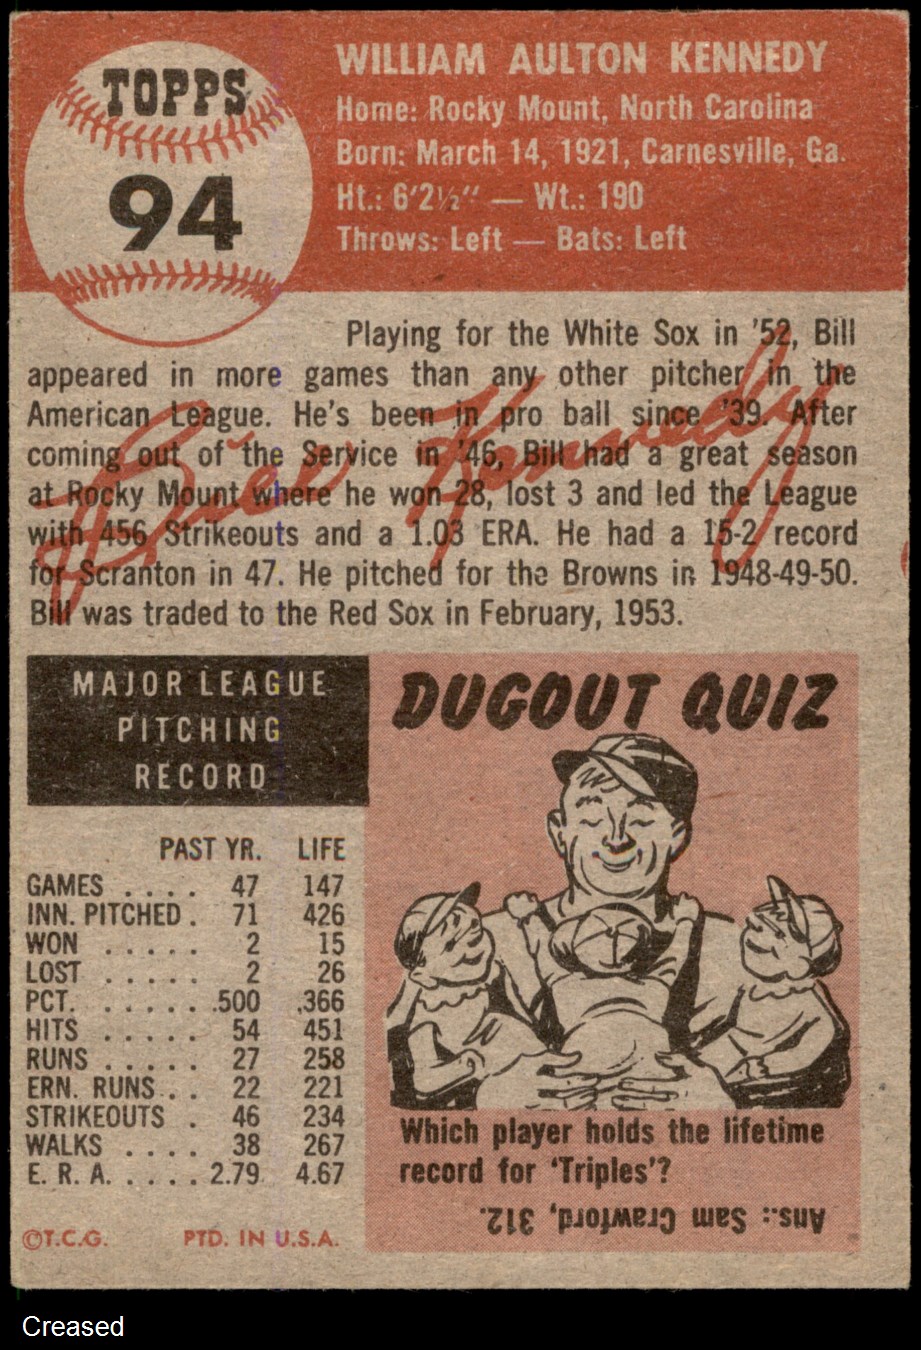 TOPPS
94
WILLIAM AULTON KENNEDY
Home: Rocky Mount, North Carolina
Born: March 14, 1921, Carnesville, Ga.
Ht.: 6'2½" — Wt.: 190
Throws: Left — Bats: Left
Playing for the White Sox in '52, Bill
appeared in more games than any other pitcher in the
American League. He's been in pro ball since '39. After
coming out of the Service in '46, Bill had a great season
at Rocky Mount where he won 28, lost 3 and led the League
with 456 Strikeouts and a 1.03 ERA. He had a 15-2 record
for Scranton in 47. He pitched for the Browns in 1948-49-50.
Bill was traded to the Red Sox in February, 1953.
Bill Kennedy
MAJOR LEAGUE
PITCHING
RECORD
PAST YR. LIFE
GAMES . . . . 47 147
INN. PITCHED . 71 426
WON . . . . . 2 15
LOST . . . . . 2 26
PCT. . . . . . .500 .366
HITS . . . . . 54 451
RUNS . . . . . 27 258
ERN. RUNS . . 22 221
STRIKEOUTS . 46 234
WALKS . . . . 38 267
E. R. A. . . . . 2.79 4.67
©T.C.G. PTD. IN U.S.A.
DUGOUT QUIZ
Which player holds the lifetime
record for 'Triples'?
Ans.: Sam Crawford, 312.
Creased